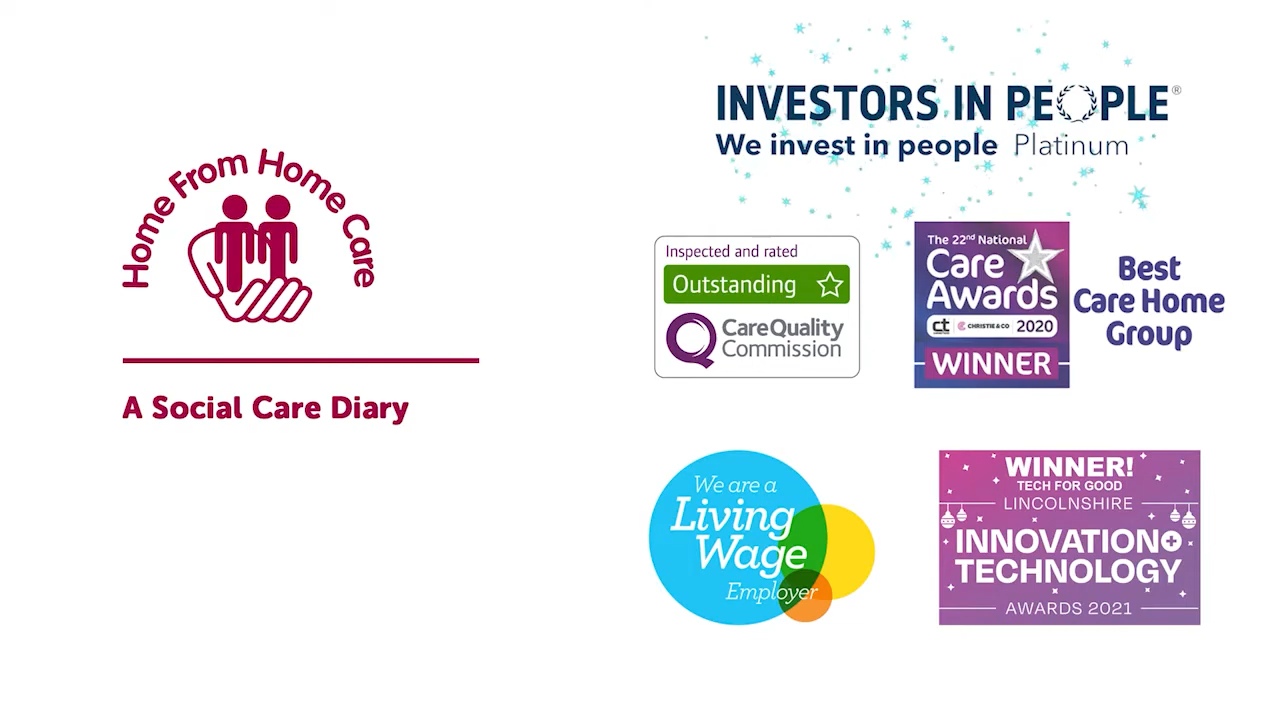 Home From Home Care
A Social Care Diary
INVESTORS IN PEOPLE®
We invest in people Platinum
Inspected and rated
Outstanding
CareQuality
Commission
The 22nd National
Care
Awards
ct CHRISTIE & CO 2020
WINNER
Best
Care Home
Group
We are a
Living
Wage
Employer
WINNER!
TECH FOR GOOD
LINCOLNSHIRE
INNOVATION+
TECHNOLOGY
AWARDS 2021